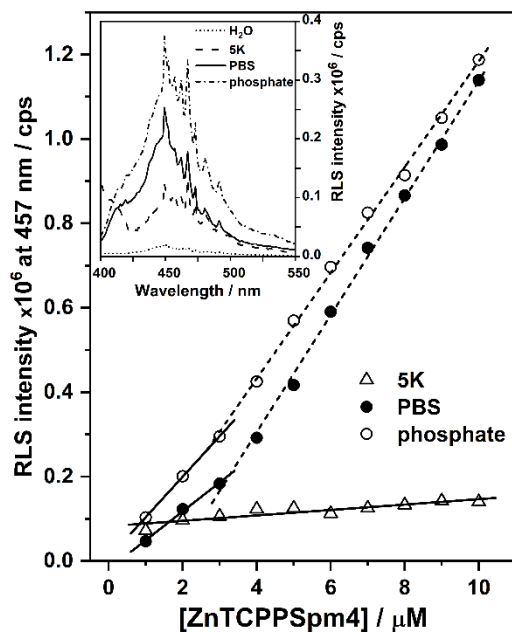 H₂O
5K
PBS
phosphate
0.4
0.3
0.2
0.1
0.0
RLS intensity x10⁶ / cps
400 450 500 550
Wavelength / nm
1.2
1.0
0.8
0.6
0.4
0.2
0.0
RLS intensity x10⁶ at 457 nm / cps
5K
PBS
phosphate
0 2 4 6 8 10
[ZnTCPPSpm4] / μM